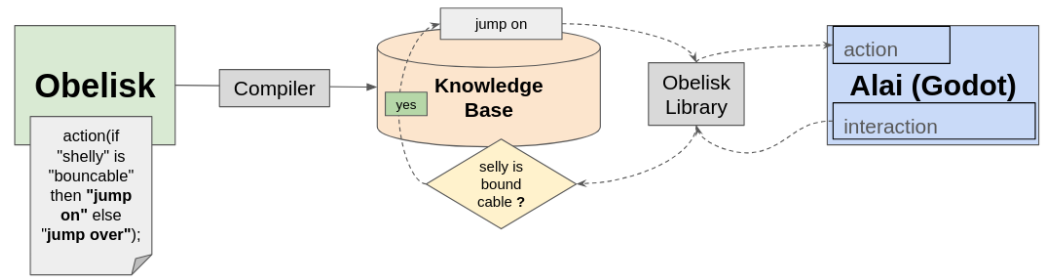 Obelisk
action(if
"shelly" is
"bouncable"
then "jump
on" else
"jump over");
Compiler
jump on
yes
Knowledge
Base
selly is
bound
cable ?
Obelisk
Library
action
Alai (Godot)
interaction